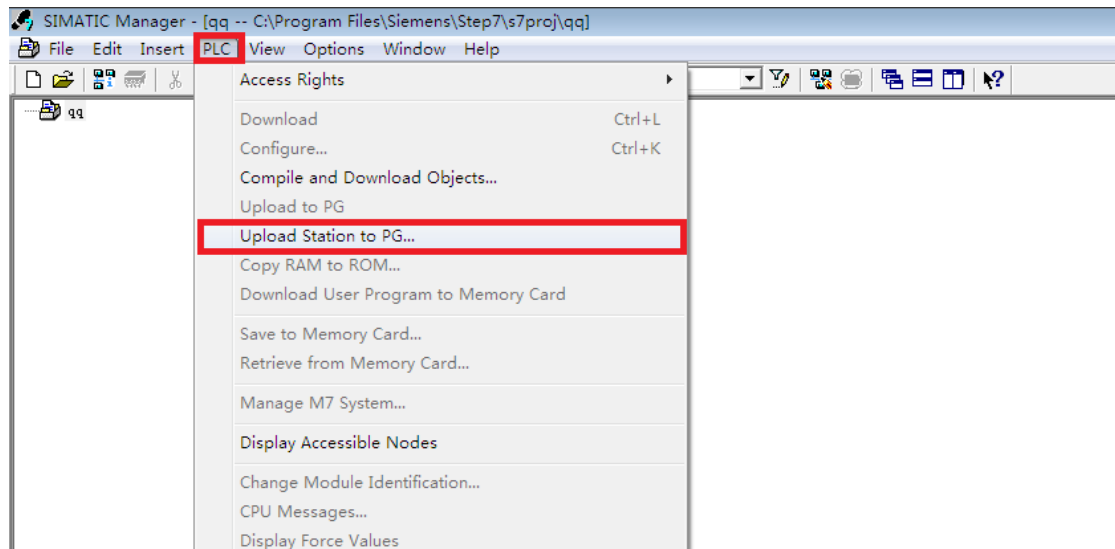 SIMATIC Manager - [qq -- C:\Program Files\Siemens\Step7\s7proj\qq]
File Edit Insert PLC View Options Window Help
Access Rights
qq
Download Ctrl+L
Configure... Ctrl+K
Compile and Download Objects...
Upload to PG
Upload Station to PG...
Copy RAM to ROM...
Download User Program to Memory Card
Save to Memory Card...
Retrieve from Memory Card...
Manage M7 System...
Display Accessible Nodes
Change Module Identification...
CPU Messages...
Display Force Values